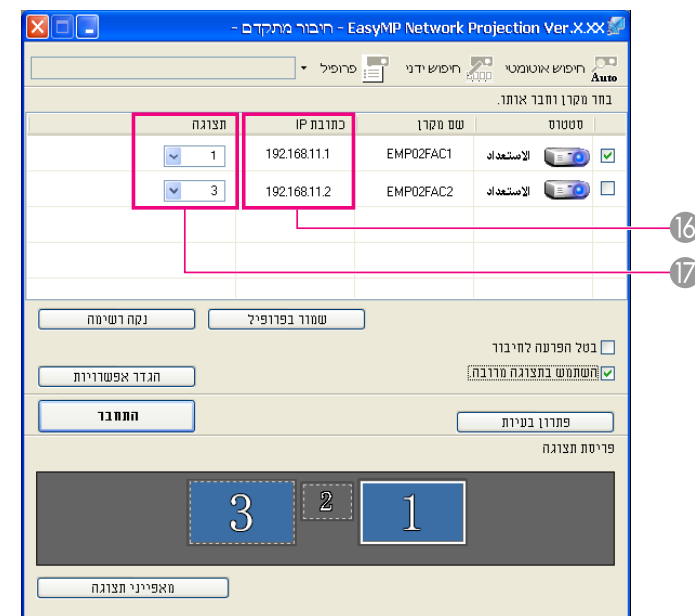 EasyMP Network Projection Ver.X.XX - חיבור מתקדם -
חיפוש אוטומטי Auto חיפוש ידני פרופיל
בחר מקרן וחבר אותו.
סטטוס שם מקרן כתובת IP תצוגה
الاستعداد EMP02FAC1 192.168.11.1 1
الاستعداد EMP02FAC2 192.168.11.2 3
16
17
שמור בפרופיל נקה רשימה
בטל הפרעה לחיבור
השתמש בתצוגה מרובה.
הגדר אפשרויות
פתרון בעיות התחבר
פריסת תצוגה
3 2 1
מאפייני תצוגה